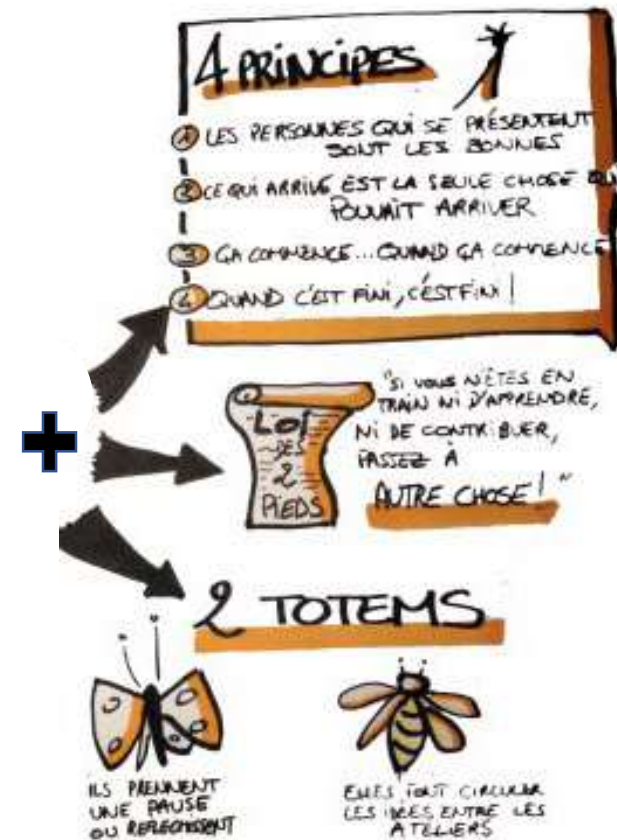 4 PRINCIPES
1 LES PERSONNES QUI SE PRÉSENTENT
SONT LES BONNES
2 CE QUI ARRIVE EST LA SEULE CHOSE QUI
POUVAIT ARRIVER
3 ÇA COMMENCE... QUAND ÇA COMMENCE
4 QUAND C'EST FINI, C'EST FINI !
LOI
DES
2
PIEDS
"SI VOUS N'ÊTES EN
TRAIN NI D'APPRENDRE,
NI DE CONTRIBUER,
PASSEZ À
AUTRE CHOSE ! "
2 TOTEMS
ILS PRENNENT
UNE PAUSE
OU REFLECHISSENT
ELLES FONT CIRCULER
LES IDEES ENTRE LES
ATELIERS